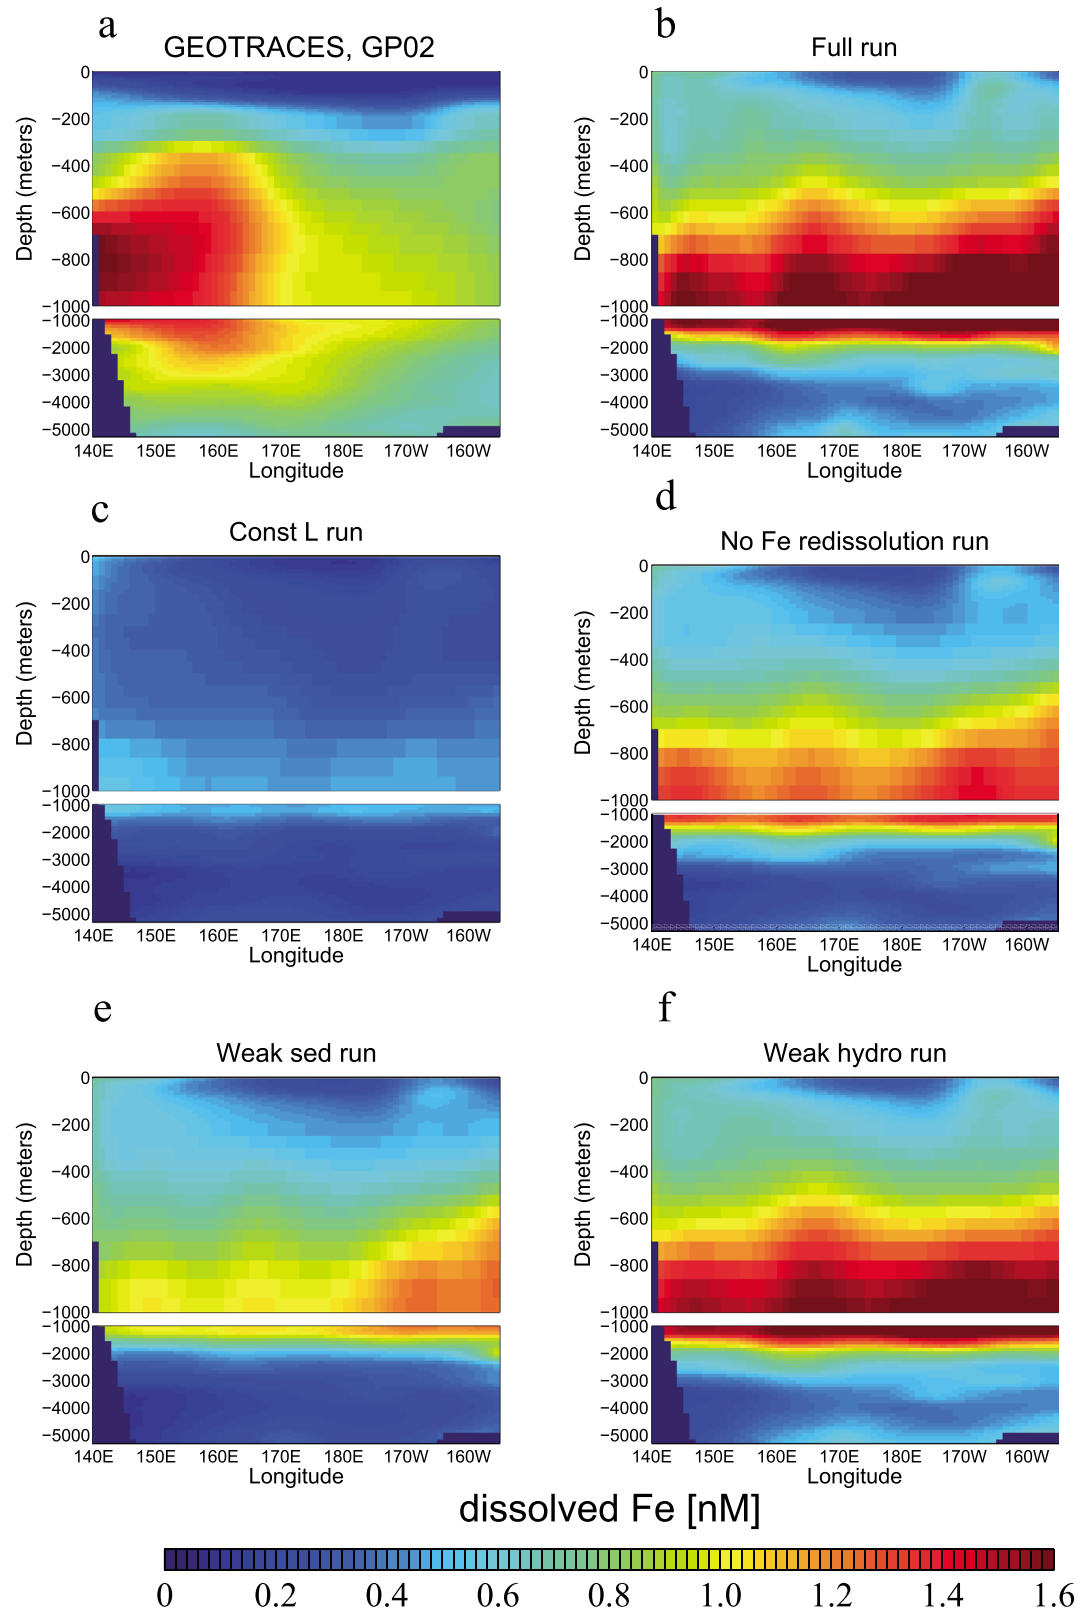 a
GEOTRACES, GP02
0
−200
−400
−600
−800
−1000
−1000
−2000
−3000
−4000
−5000
Depth (meters)
140E 150E 160E 170E 180E 170W 160W
Longitude
b
Full run
0
−200
−400
−600
−800
−1000
−1000
−2000
−3000
−4000
−5000
Depth (meters)
140E 150E 160E 170E 180E 170W 160W
Longitude
c
Const L run
0
−200
−400
−600
−800
−1000
−1000
−2000
−3000
−4000
−5000
Depth (meters)
140E 150E 160E 170E 180E 170W 160W
Longitude
d
No Fe redissolution run
0
−200
−400
−600
−800
−1000
−1000
−2000
−3000
−4000
−5000
Depth (meters)
140E 150E 160E 170E 180E 170W 160W
Longitude
e
Weak sed run
0
−200
−400
−600
−800
−1000
−1000
−2000
−3000
−4000
−5000
Depth (meters)
140E 150E 160E 170E 180E 170W 160W
Longitude
f
Weak hydro run
0
−200
−400
−600
−800
−1000
−1000
−2000
−3000
−4000
−5000
Depth (meters)
140E 150E 160E 170E 180E 170W 160W
Longitude
dissolved Fe [nM]
0 0.2 0.4 0.6 0.8 1.0 1.2 1.4 1.6